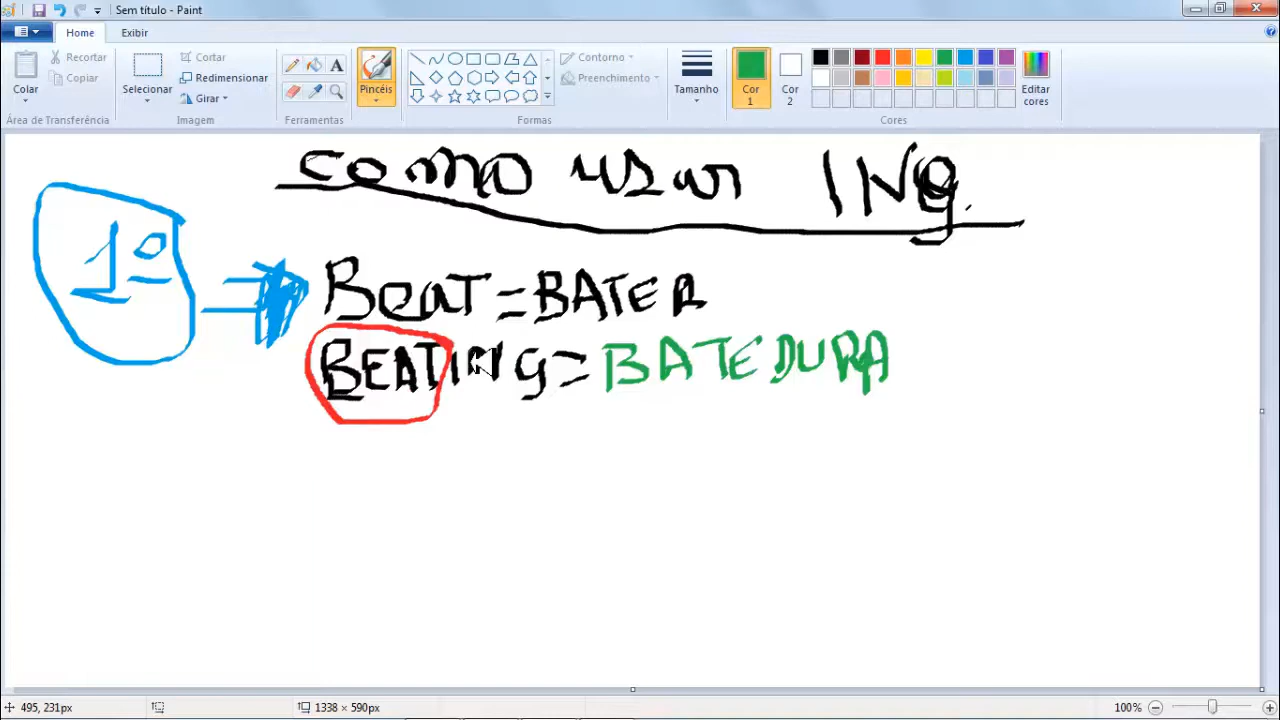 Sem título - Paint
Home Exibir
Colar
Recortar
Copiar
Área de Transferência
Selecionar
Cortar
Redimensionar
Girar
Imagem
A
Ferramentas
Pincéis
Contorno
Preenchimento
Formas
Tamanho
Cor 1
Cor 2
Editar cores
Cores
como usar INg.
1º
Beat = BATER
BEATINg = BATEDURA
495, 231px
1338 × 590px
100%